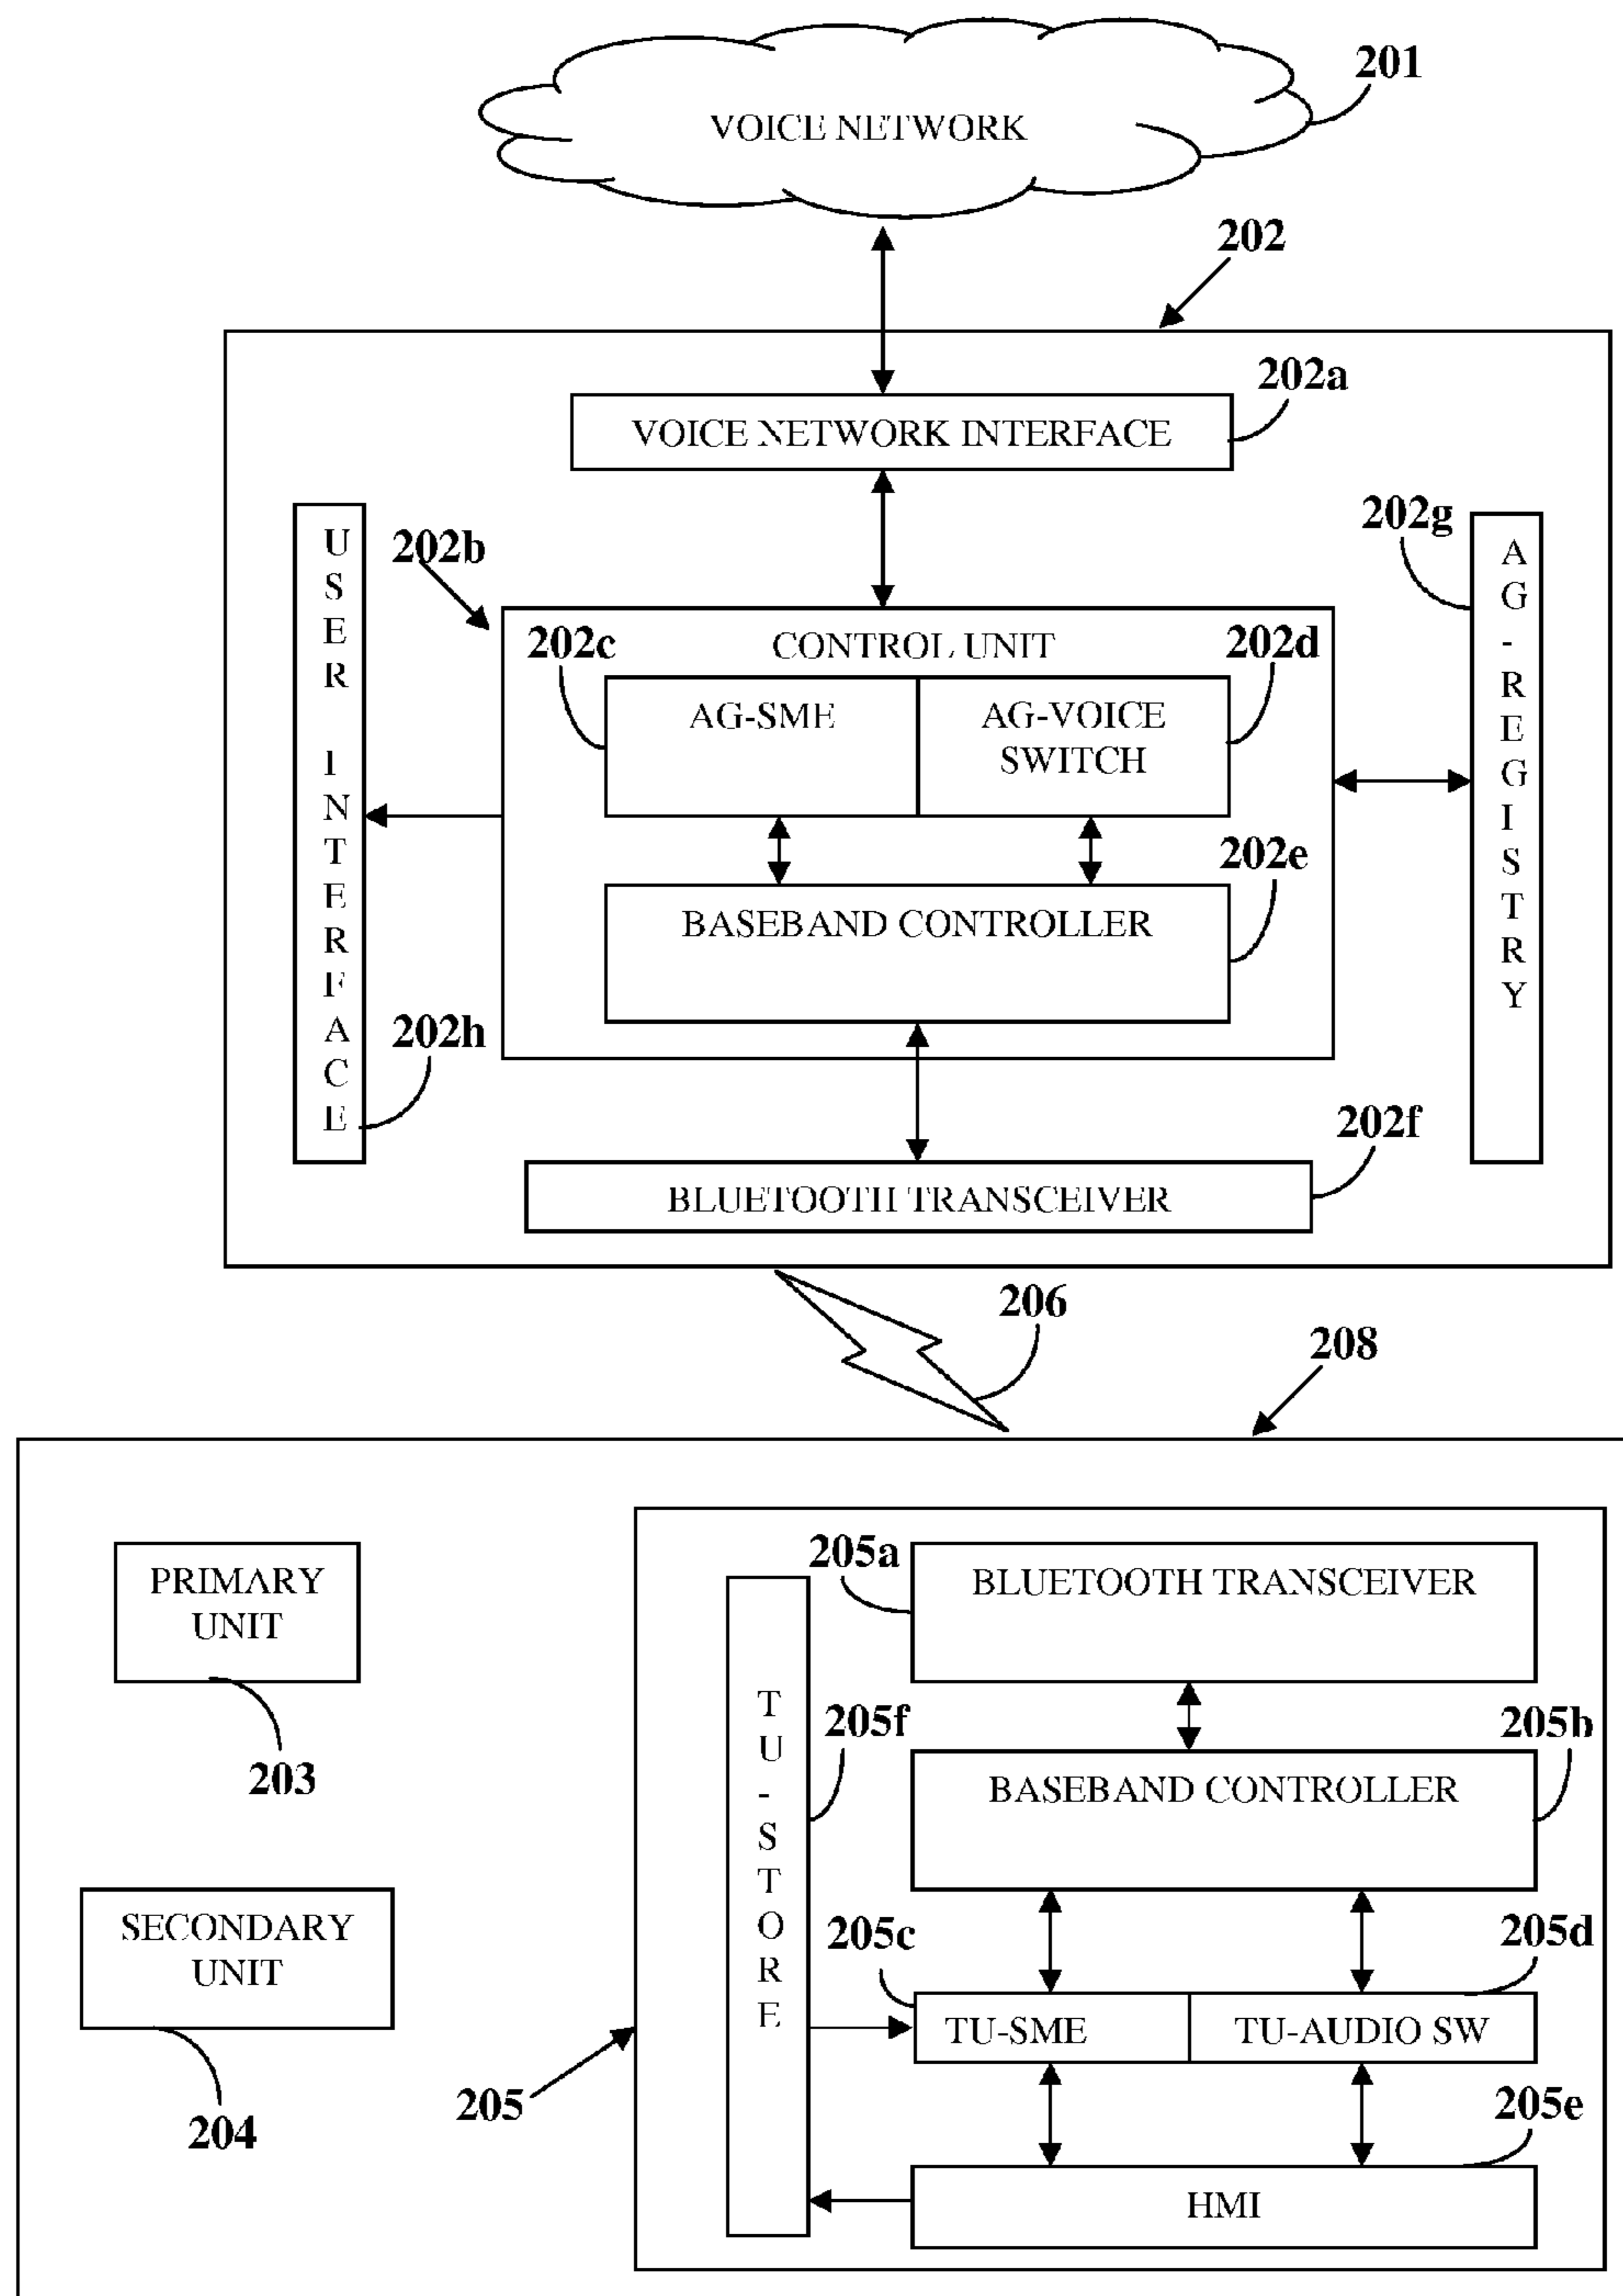 201
VOICE NETWORK
202
202a
VOICE NETWORK INTERFACE
USER INTERFACE
202b
202g
AG-REGISTRY
202c
CONTROL UNIT
202d
AG-SME
AG-VOICE
SWITCH
202e
BASEBAND CONTROLLER
202h
202f
BLUETOOTH TRANSCEIVER
206
208
PRIMARY
UNIT
203
SECONDARY
UNIT
204
205
205a
BLUETOOTH TRANSCEIVER
TU-STORE
205f
205b
BASEBAND CONTROLLER
205c
205d
TU-SME
TU-AUDIO SW
205e
HMI